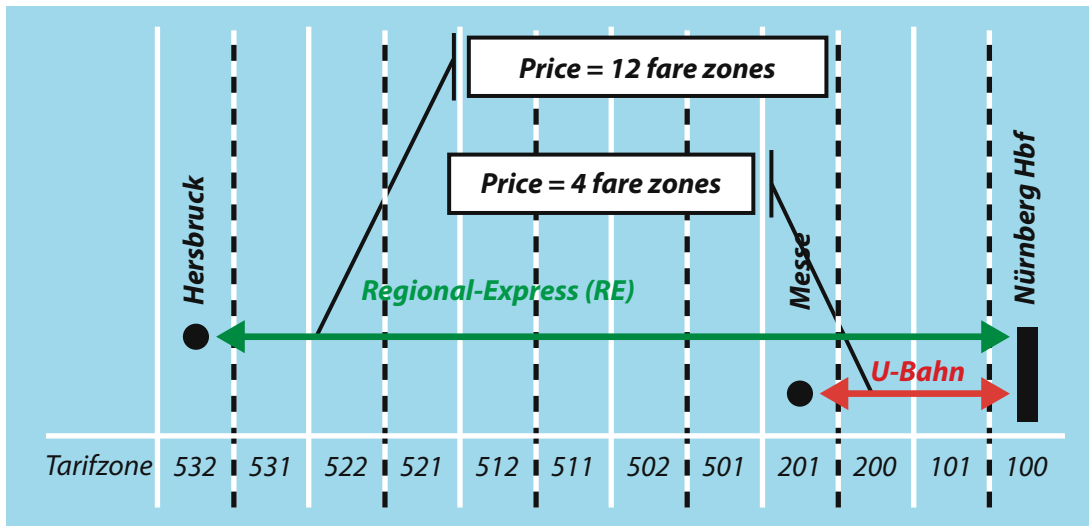 Price = 12 fare zones
Price = 4 fare zones
Hersbruck
Messe
Nürnberg Hbf
Regional-Express (RE)
U-Bahn
Tarifzone 532 531 522 521 512 511 502 501 201 200 101 100